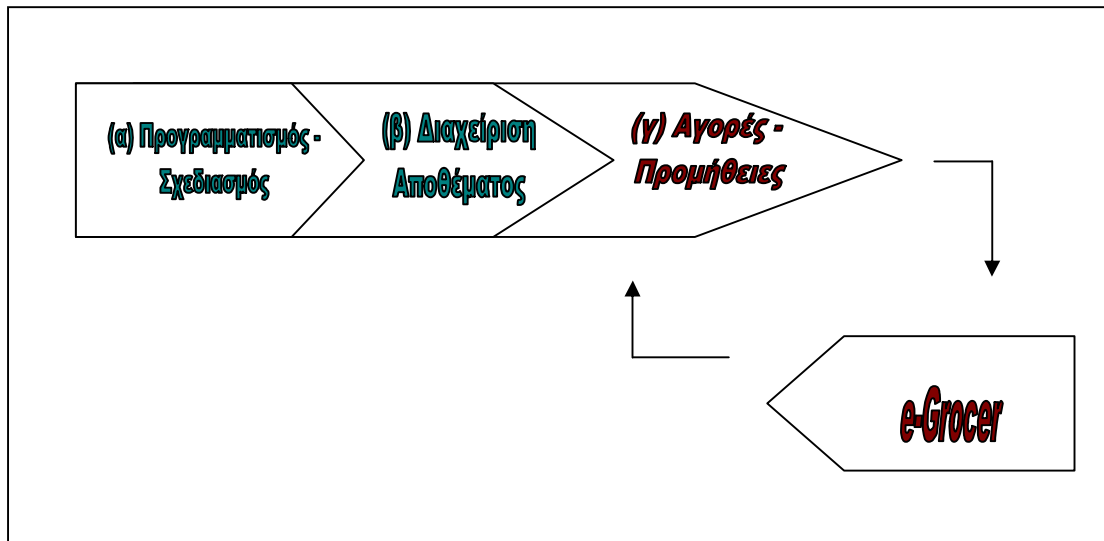 (α) Προγραμματισμός -
Σχεδιασμός
(β) Διαχείριση
Αποθέματος
(γ) Αγορές -
Προμήθειες
e-Grocer